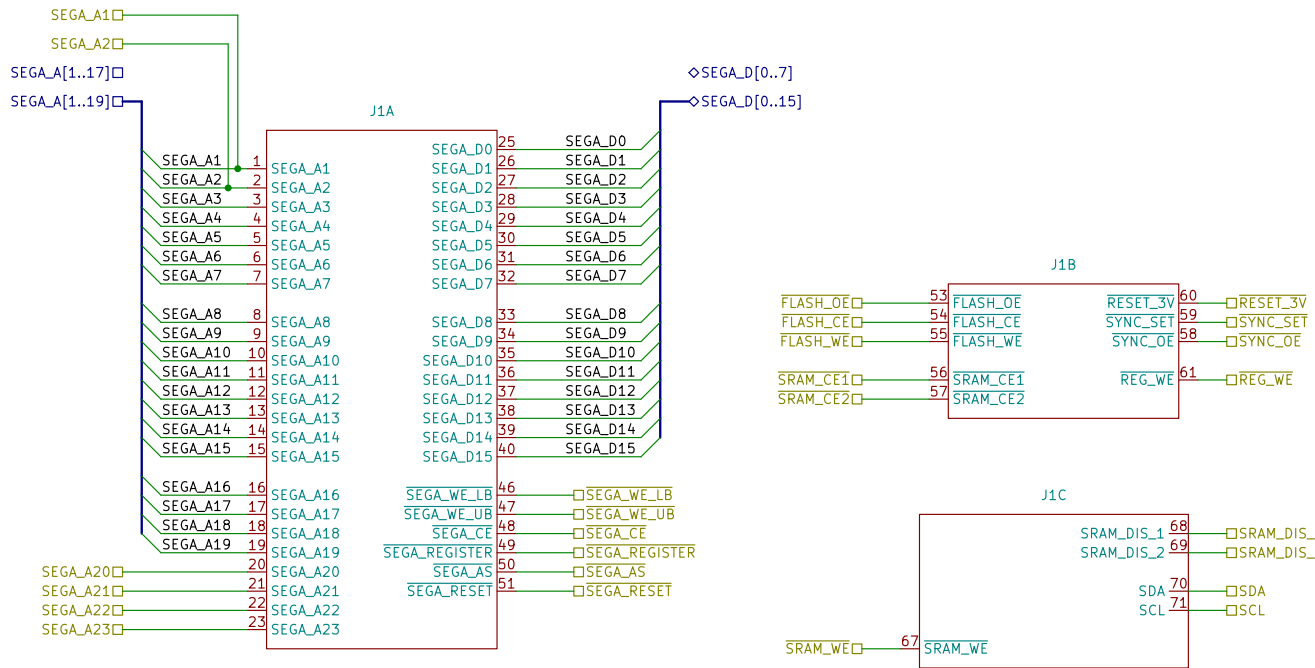 SEGA_A1
SEGA_A2
SEGA_A[1..17]
SEGA_A[1..19]
SEGA_D[0..7]
SEGA_D[0..15]
J1A
25 SEGA_D0
SEGA_D0
SEGA_A1 1 SEGA_A1
SEGA_D1 26 SEGA_D1
SEGA_A2 2 SEGA_A2
SEGA_D2 27 SEGA_D2
SEGA_A3 3 SEGA_A3
SEGA_D3 28 SEGA_D3
SEGA_A4 4 SEGA_A4
SEGA_D4 29 SEGA_D4
SEGA_A5 5 SEGA_A5
SEGA_D5 30 SEGA_D5
SEGA_A6 6 SEGA_A6
SEGA_D6 31 SEGA_D6
SEGA_A7 7 SEGA_A7
SEGA_D7 32 SEGA_D7
SEGA_A8 8 SEGA_A8
SEGA_D8 33 SEGA_D8
SEGA_A9 9 SEGA_A9
SEGA_D9 34 SEGA_D9
SEGA_A10 10 SEGA_A10
SEGA_D10 35 SEGA_D10
SEGA_A11 11 SEGA_A11
SEGA_D11 36 SEGA_D11
SEGA_A12 12 SEGA_A12
SEGA_D12 37 SEGA_D12
SEGA_A13 13 SEGA_A13
SEGA_D13 38 SEGA_D13
SEGA_A14 14 SEGA_A14
SEGA_D14 39 SEGA_D14
SEGA_A15 15 SEGA_A15
SEGA_D15 40 SEGA_D15
SEGA_A16 16 SEGA_A16
SEGA_WE_LB 46 SEGA_WE_LB
SEGA_A17 17 SEGA_A17
SEGA_WE_UB 47 SEGA_WE_UB
SEGA_A18 18 SEGA_A18
SEGA_CE 48 SEGA_CE
SEGA_A19 19 SEGA_A19
SEGA_REGISTER 49 SEGA_REGISTER
SEGA_A20 20 SEGA_A20
SEGA_AS 50 SEGA_AS
SEGA_A21 21 SEGA_A21
SEGA_RESET 51 SEGA_RESET
SEGA_A22 22 SEGA_A22
SEGA_A23 23 SEGA_A23
J1B
FLASH_OE 53 FLASH_OE
RESET_3V 60 RESET_3V
FLASH_CE 54 FLASH_CE
SYNC_SET 59 SYNC_SET
FLASH_WE 55 FLASH_WE
SYNC_OE 58 SYNC_OE
SRAM_CE1 56 SRAM_CE1
REG_WE 61 REG_WE
SRAM_CE2 57 SRAM_CE2
J1C
SRAM_DIS_1 68 SRAM_DIS_
SRAM_DIS_2 69 SRAM_DIS_
SDA 70 SDA
SCL 71 SCL
SRAM_WE 67 SRAM_WE